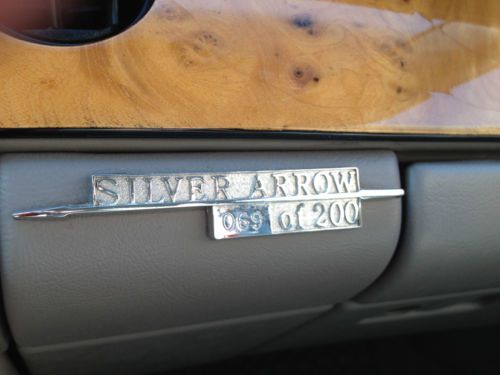 SILVER ARROW
069 of 200